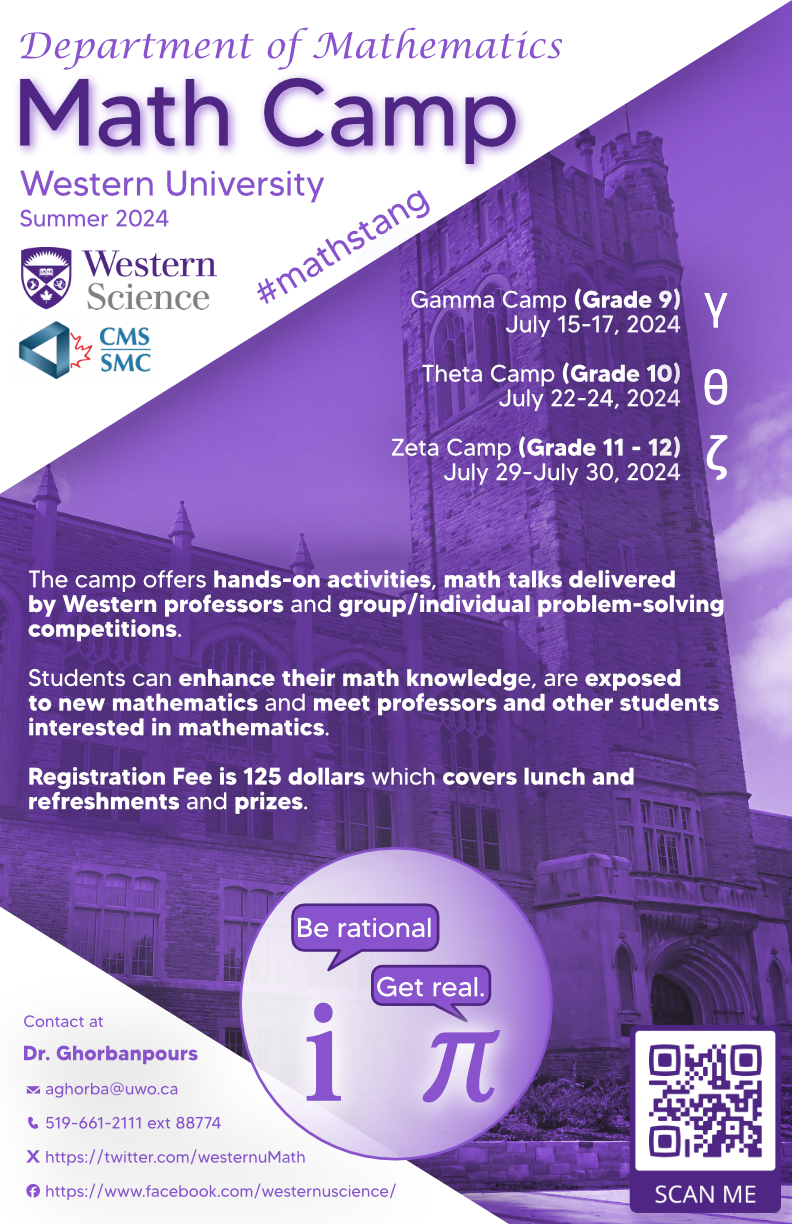 Department of Mathematics
Math Camp
Western University
Summer 2024
#mathstang
Western
Science
CMS
SMC
Gamma Camp (Grade 9)
July 15-17, 2024
γ
Theta Camp (Grade 10)
July 22-24, 2024
θ
Zeta Camp (Grade 11 - 12)
July 29-July 30, 2024
ζ
The camp offers hands-on activities, math talks delivered
by Western professors and group/individual problem-solving
competitions.
Students can enhance their math knowledge, are exposed
to new mathematics and meet professors and other students
interested in mathematics.
Registration Fee is 125 dollars which covers lunch and
refreshments and prizes.
Be rational
Get real.
i
π
Contact at
Dr. Ghorbanpours
aghorba@uwo.ca
519-661-2111 ext 88774
https://twitter.com/westernuMath
https://www.facebook.com/westernuscience/
SCAN ME